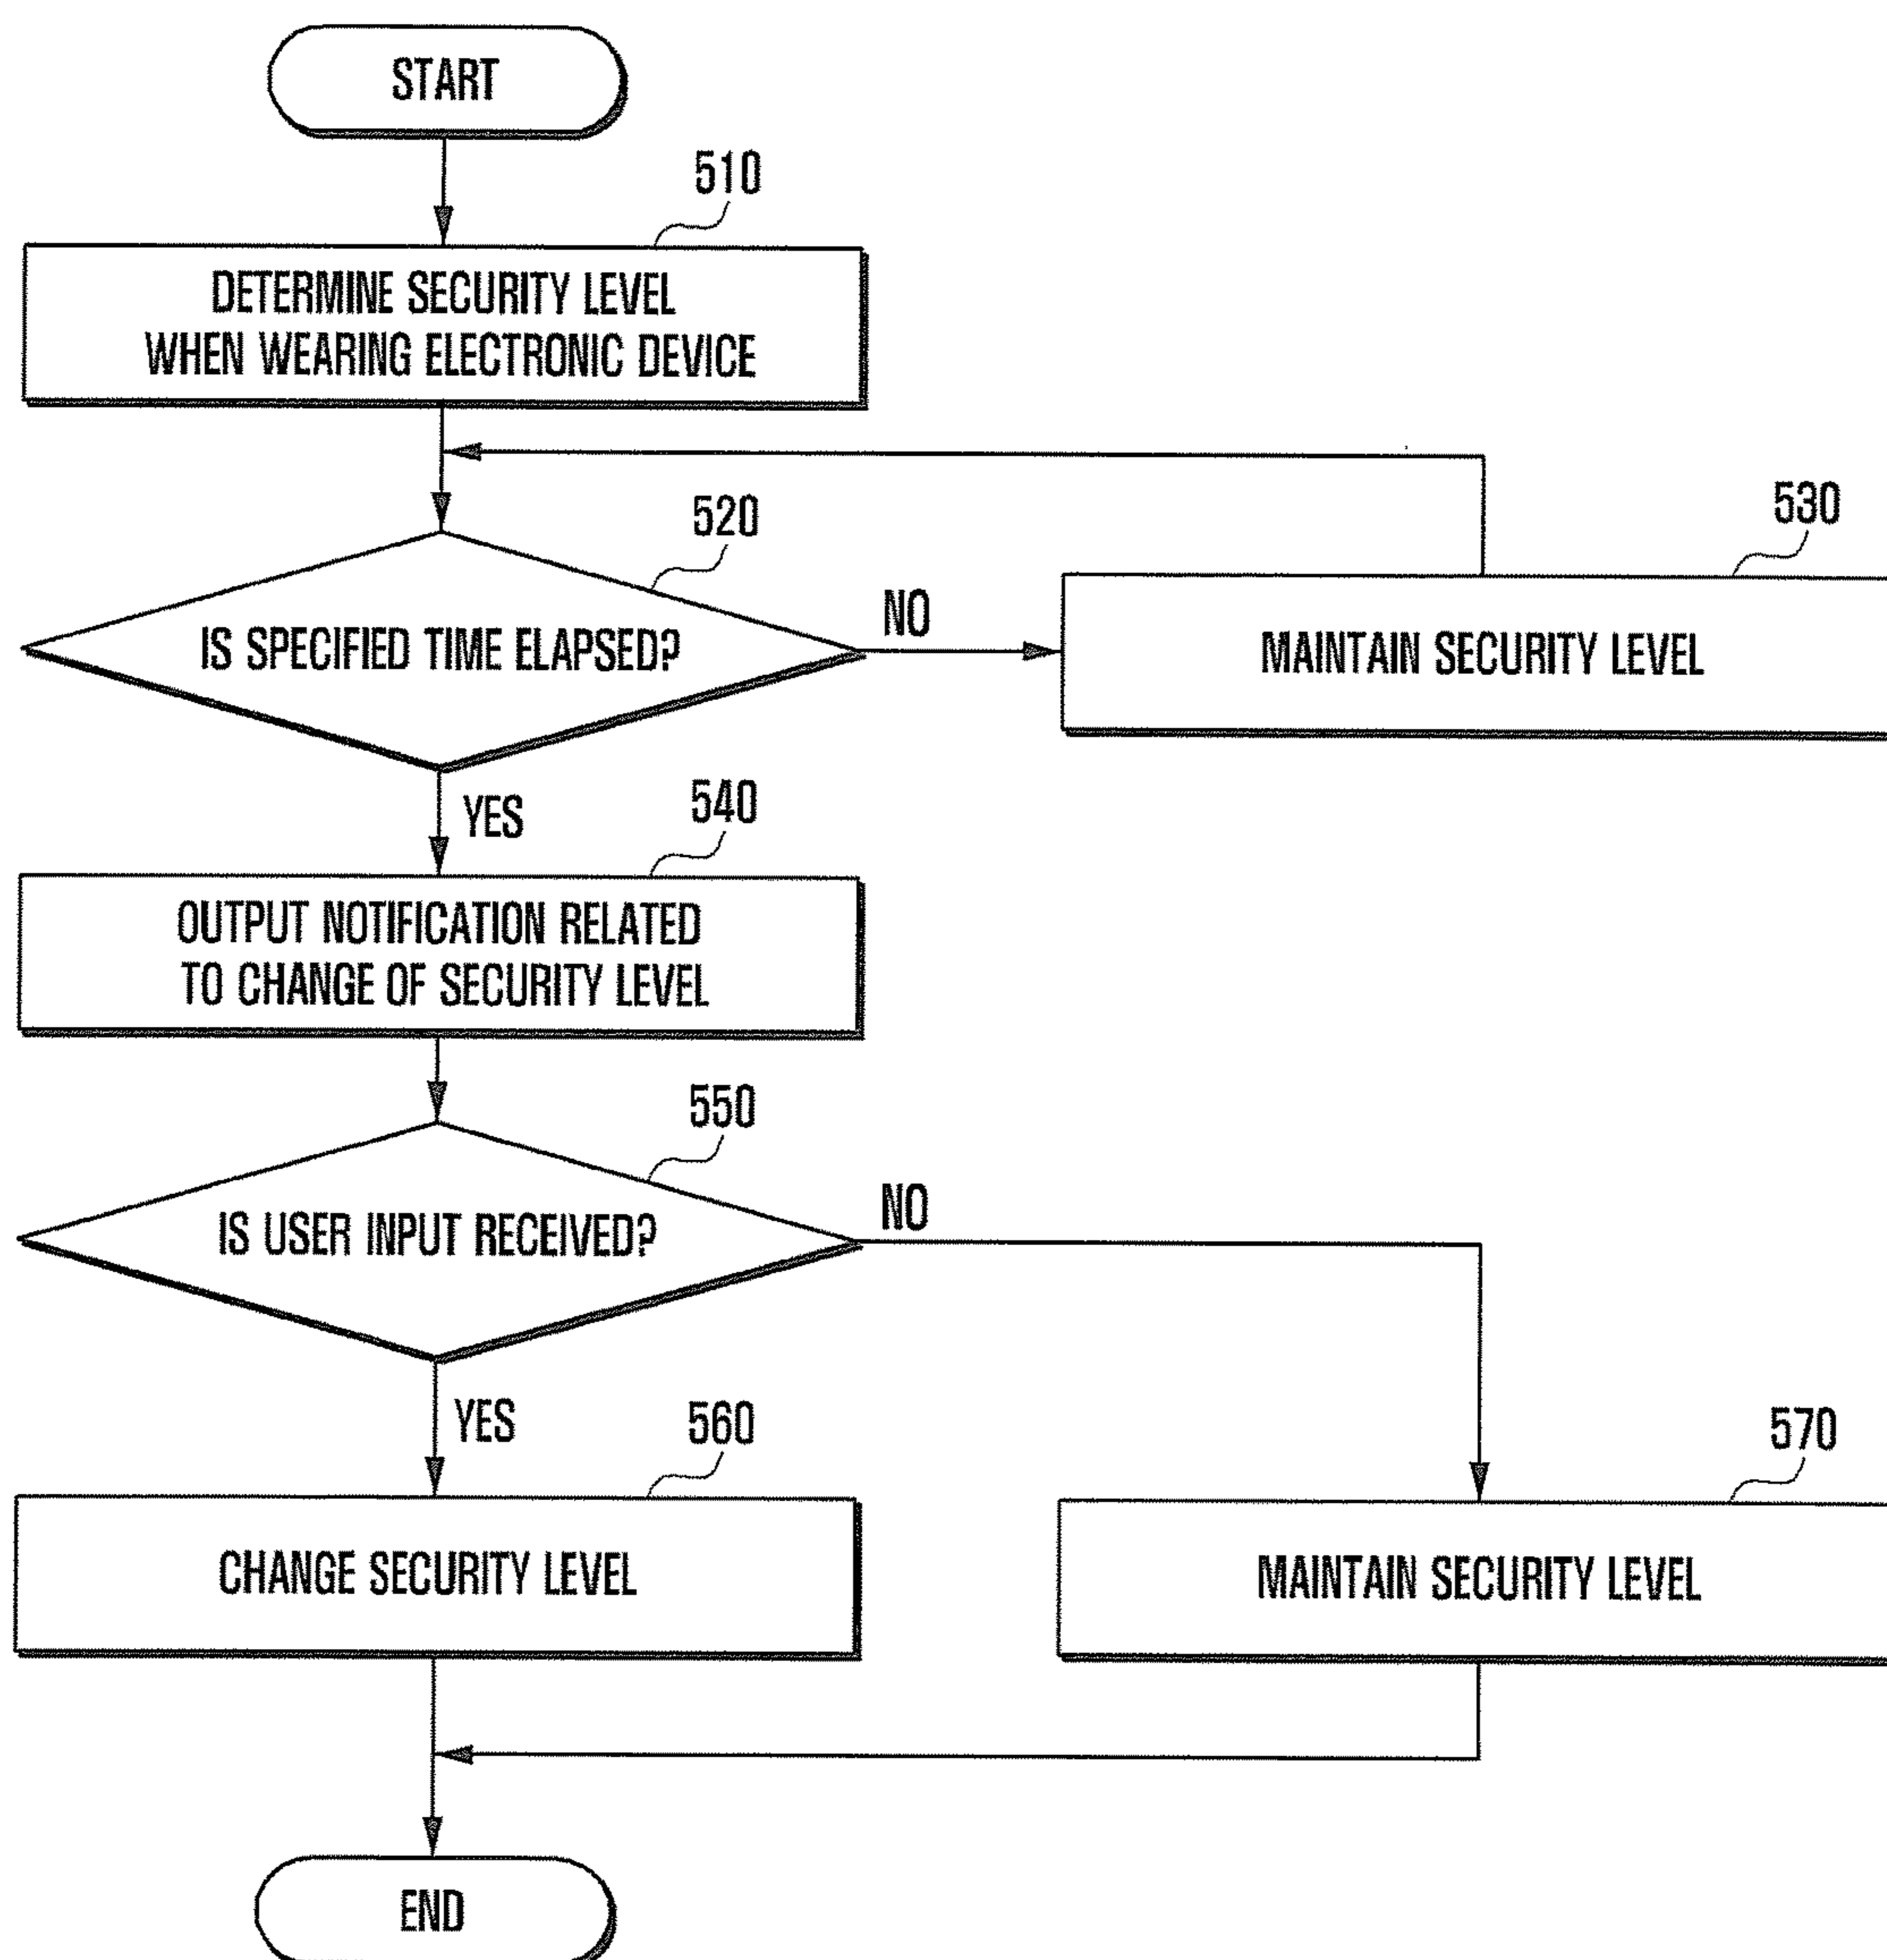 START
510
DETERMINE SECURITY LEVEL
WHEN WEARING ELECTRONIC DEVICE
520
IS SPECIFIED TIME ELAPSED?
NO
530
MAINTAIN SECURITY LEVEL
YES
540
OUTPUT NOTIFICATION RELATED
TO CHANGE OF SECURITY LEVEL
550
IS USER INPUT RECEIVED?
NO
YES
560
CHANGE SECURITY LEVEL
570
MAINTAIN SECURITY LEVEL
END